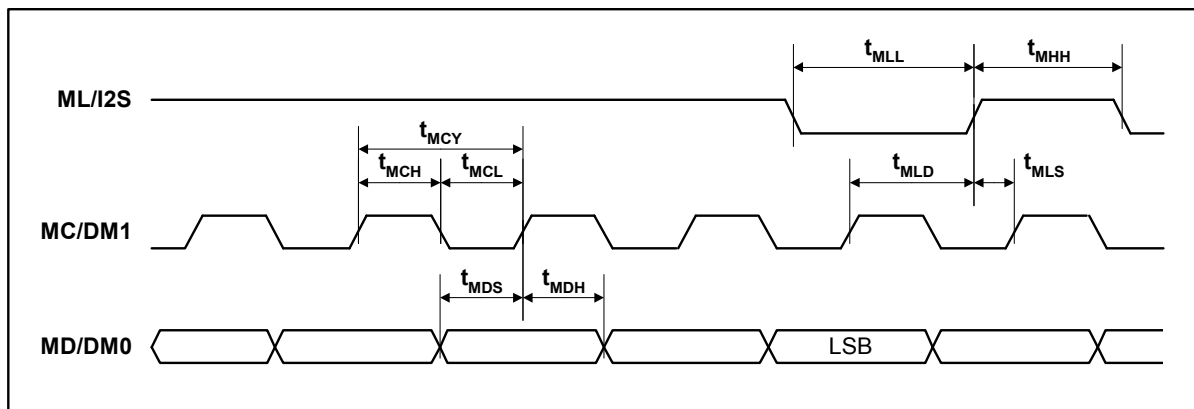 tMLL tMHH
ML/I2S
tMCY
tMCH tMCL tMLD tMLS
MC/DM1
tMDS tMDH
MD/DM0 LSB